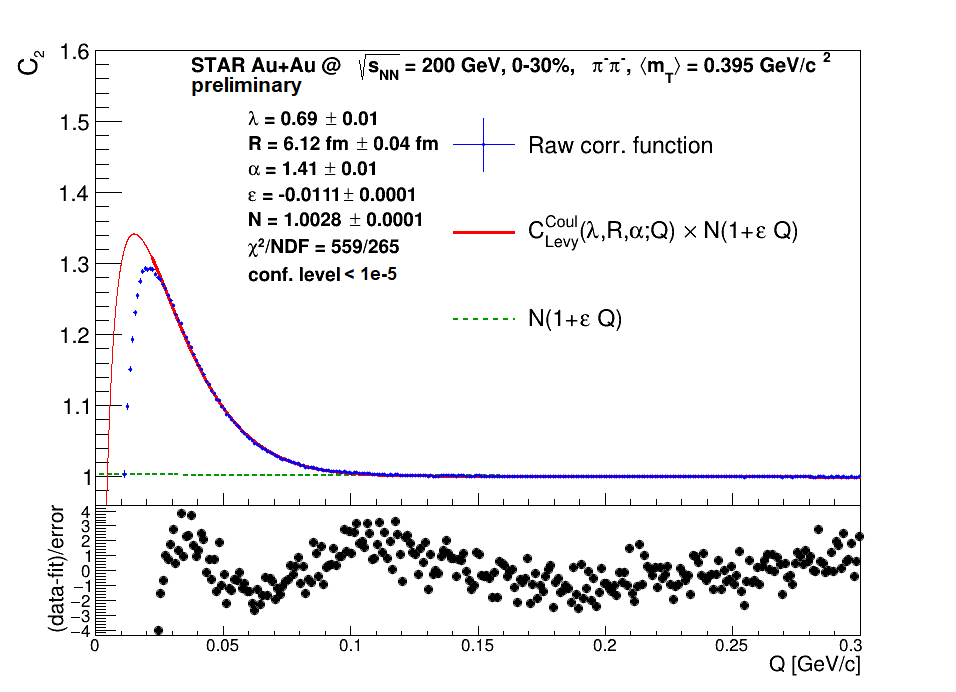 C₂
1.6
1.5
1.4
1.3
1.2
1.1
1
STAR Au+Au @ √s_NN = 200 GeV, 0-30%, π⁻π⁻, ⟨m_T⟩ = 0.395 GeV/c ²
preliminary
λ = 0.69 ± 0.01
R = 6.12 fm ± 0.04 fm
α = 1.41 ± 0.01
ε = -0.0111± 0.0001
N = 1.0028 ± 0.0001
χ²/NDF = 559/265
conf. level < 1e-5
Raw corr. function
C_Levy^Coul(λ,R,α;Q) × N(1+ε Q)
N(1+ε Q)
(data-fit)/error
4
3
2
1
0
−1
−2
−3
−4
0 0.05 0.1 0.15 0.2 0.25 0.3
Q [GeV/c]